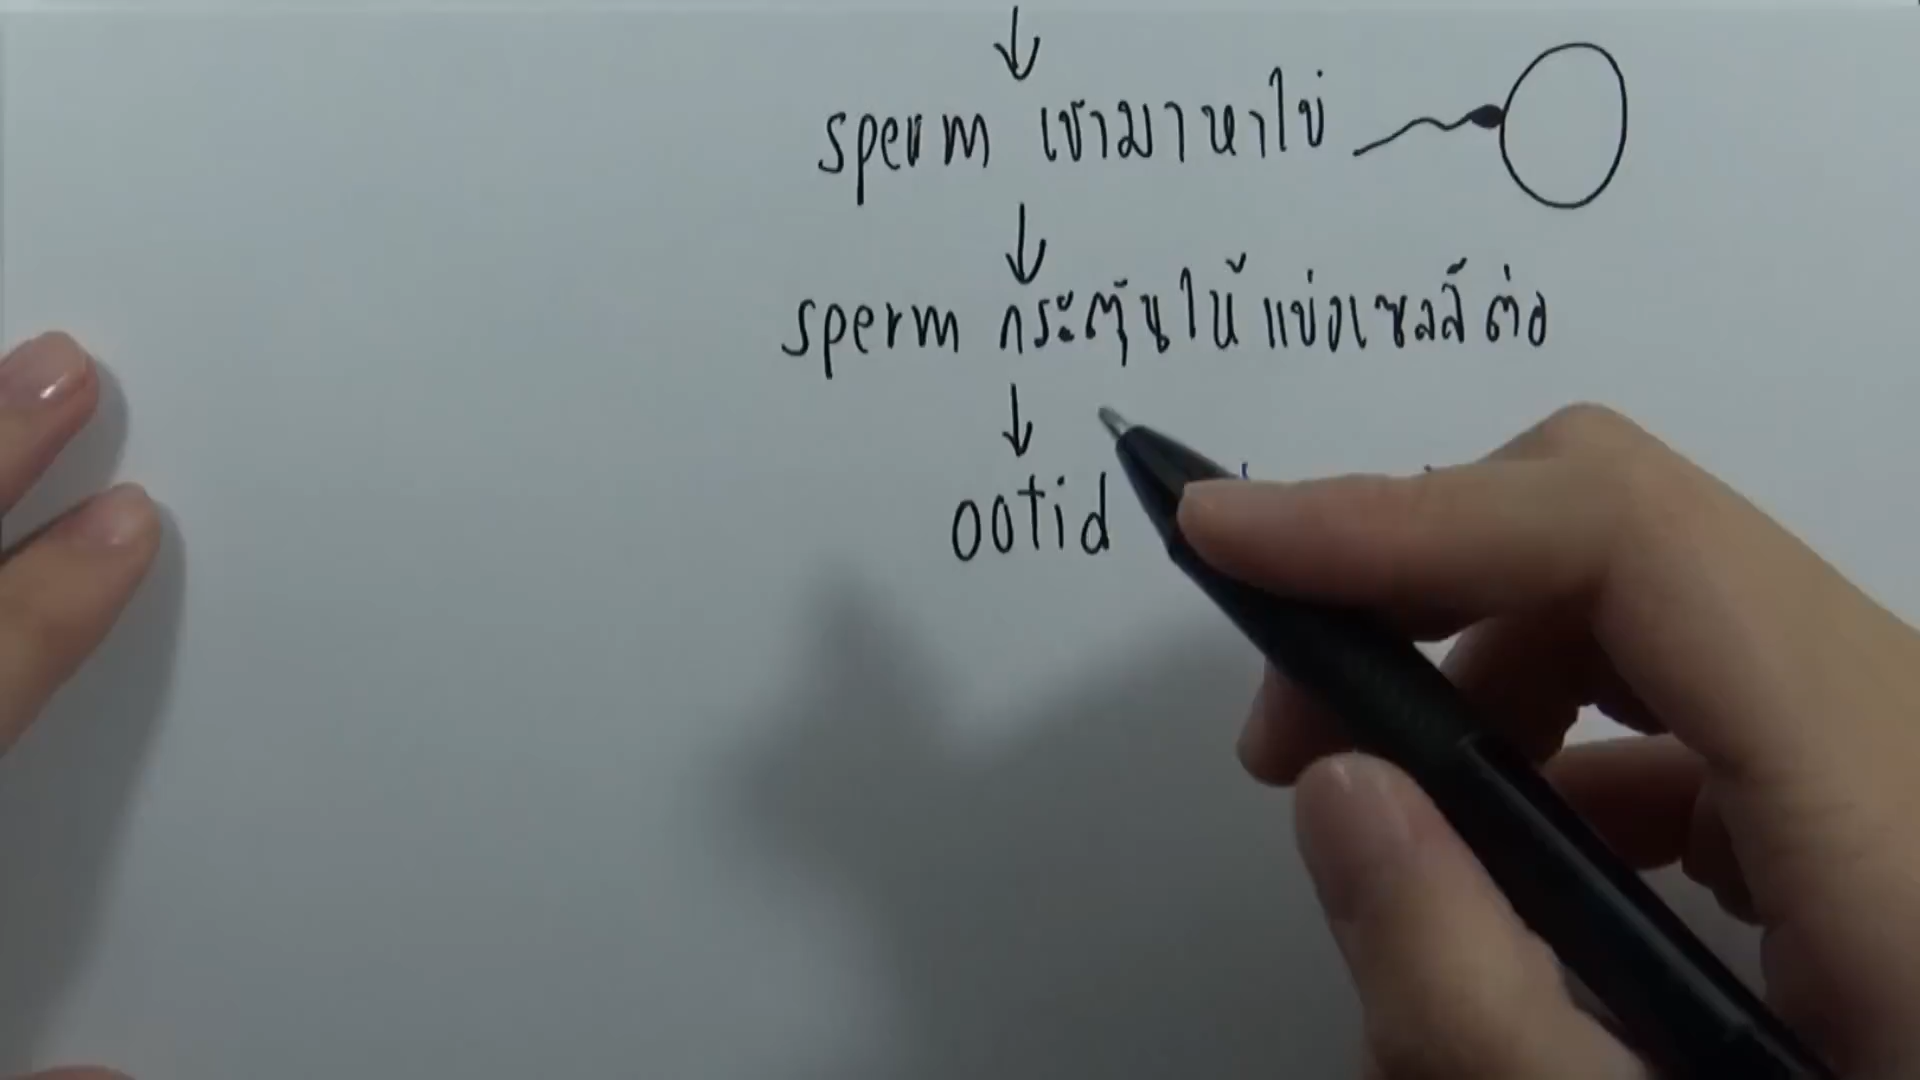 sperm เข้ามาหาไข่
sperm กระตุ้นให้แบ่งเซลล์ต่อ
ootid